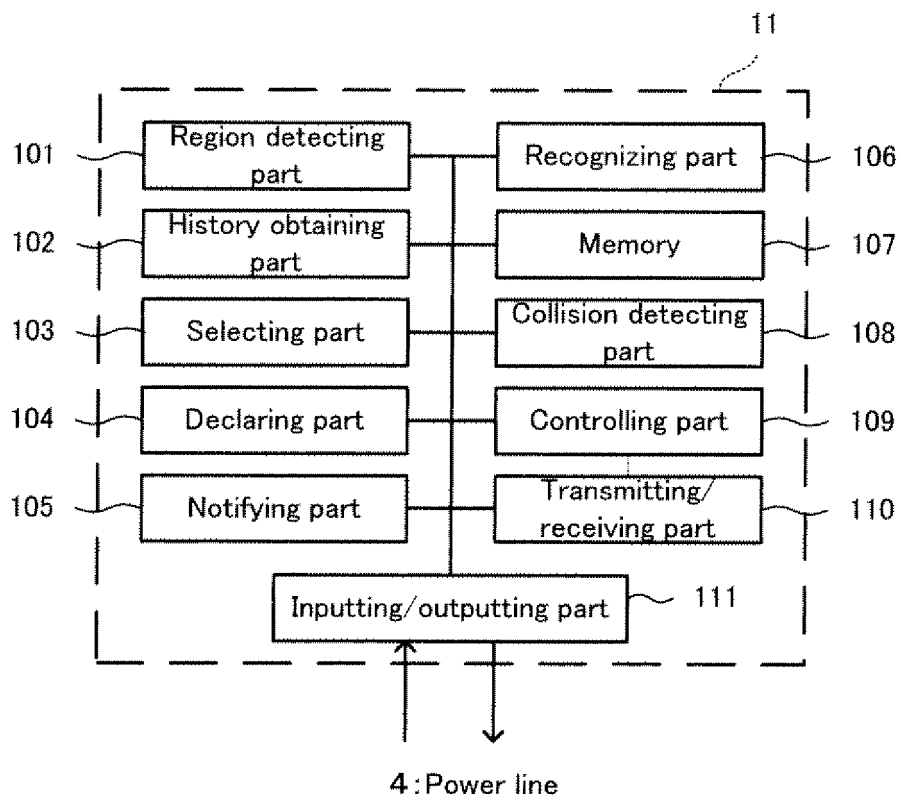 11
101
Region detecting
part
Recognizing part
106
102
History obtaining
part
Memory
107
103
Selecting part
Collision detecting
part
108
104
Declaring part
Controlling part
109
105
Notifying part
Transmitting/
receiving part
110
Inputting/outputting part
111
4:Power line